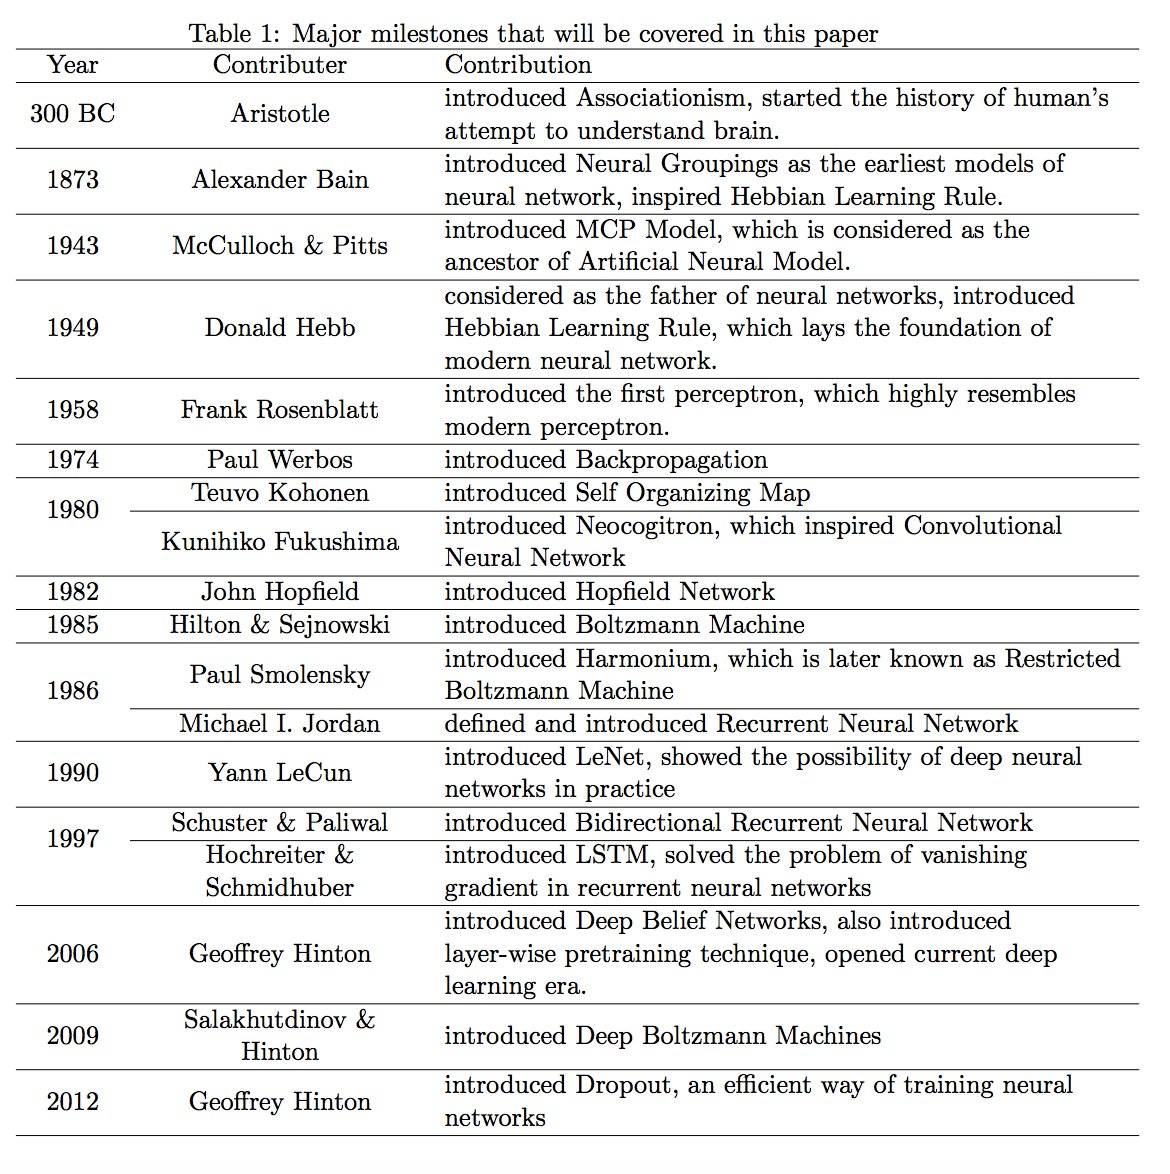 Table 1: Major milestones that will be covered in this paper
Year Contributer Contribution
300 BC Aristotle introduced Associationism, started the history of human's
attempt to understand brain.
1873 Alexander Bain introduced Neural Groupings as the earliest models of
neural network, inspired Hebbian Learning Rule.
1943 McCulloch & Pitts introduced MCP Model, which is considered as the
ancestor of Artificial Neural Model.
1949 Donald Hebb considered as the father of neural networks, introduced
Hebbian Learning Rule, which lays the foundation of
modern neural network.
1958 Frank Rosenblatt introduced the first perceptron, which highly resembles
modern perceptron.
1974 Paul Werbos introduced Backpropagation
1980 Teuvo Kohonen introduced Self Organizing Map
Kunihiko Fukushima introduced Neocogitron, which inspired Convolutional
Neural Network
1982 John Hopfield introduced Hopfield Network
1985 Hilton & Sejnowski introduced Boltzmann Machine
1986 Paul Smolensky introduced Harmonium, which is later known as Restricted
Boltzmann Machine
Michael I. Jordan defined and introduced Recurrent Neural Network
1990 Yann LeCun introduced LeNet, showed the possibility of deep neural
networks in practice
1997 Schuster & Paliwal introduced Bidirectional Recurrent Neural Network
Hochreiter & introduced LSTM, solved the problem of vanishing
Schmidhuber gradient in recurrent neural networks
2006 Geoffrey Hinton introduced Deep Belief Networks, also introduced
layer-wise pretraining technique, opened current deep
learning era.
2009 Salakhutdinov & introduced Deep Boltzmann Machines
Hinton
2012 Geoffrey Hinton introduced Dropout, an efficient way of training neural
networks